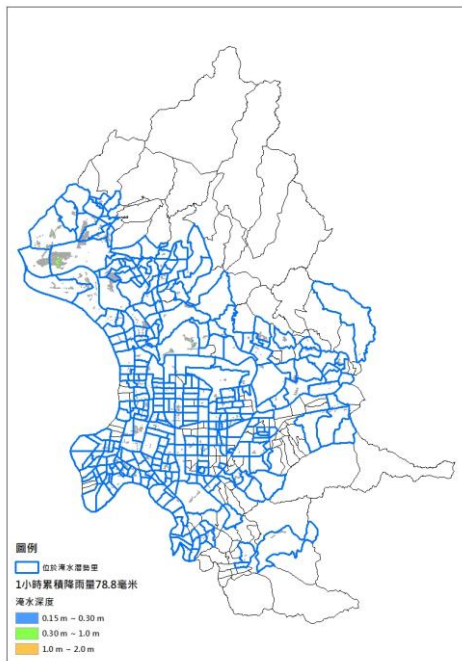 圖例
位於淹水潛勢里
1小時累積降雨量78.8毫米
淹水深度
0.15 m ~ 0.30 m
0.30 m ~ 1.0 m
1.0 m ~ 2.0 m